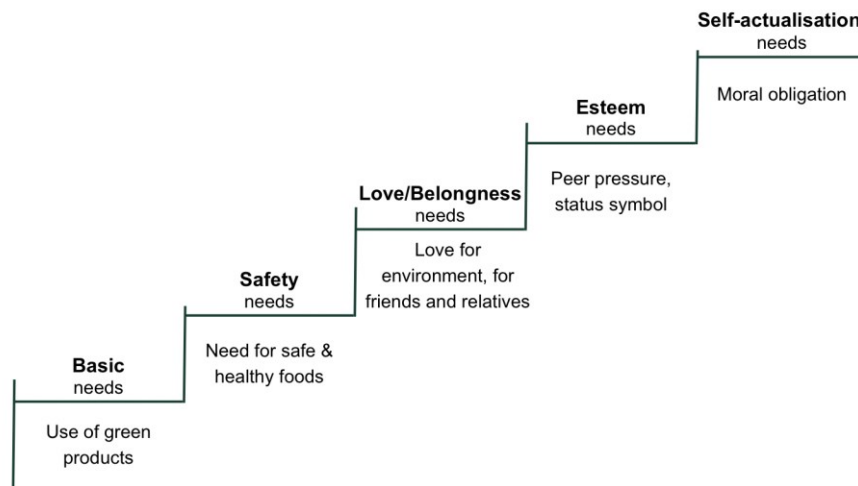 Self-actualisation
needs
Moral obligation
Esteem
needs
Peer pressure,
status symbol
Love/Belongness
needs
Love for
environment, for
friends and relatives
Safety
needs
Need for safe &
healthy foods
Basic
needs
Use of green
products